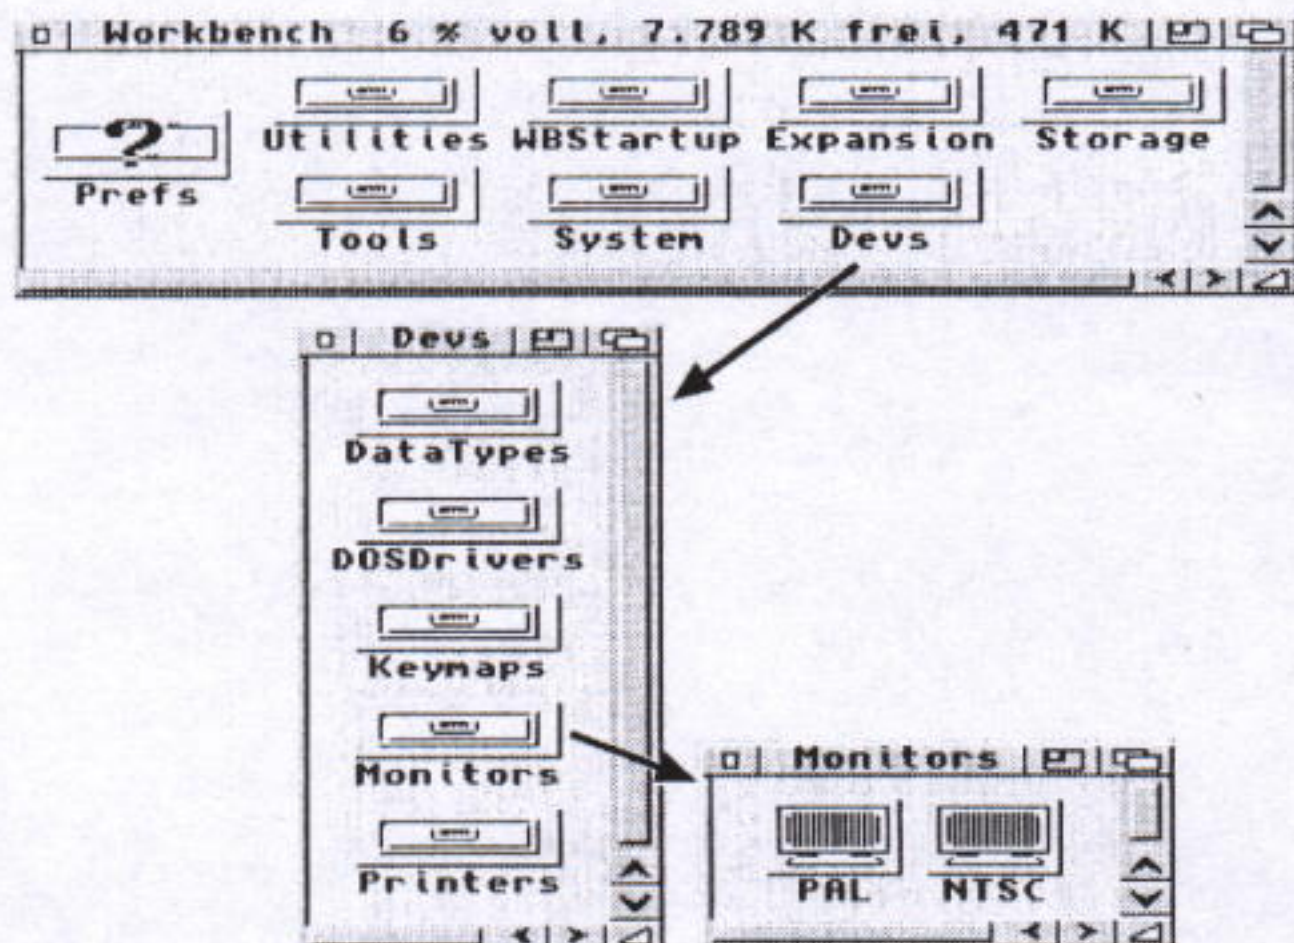 Workbench 6 % voll, 7.789 K frei, 471 K
Utilities WBStartup Expansion Storage
Prefs
Tools System Devs
Devs
DataTypes
DOSDrivers
Keymaps
Monitors
Printers
Monitors
PAL NTSC